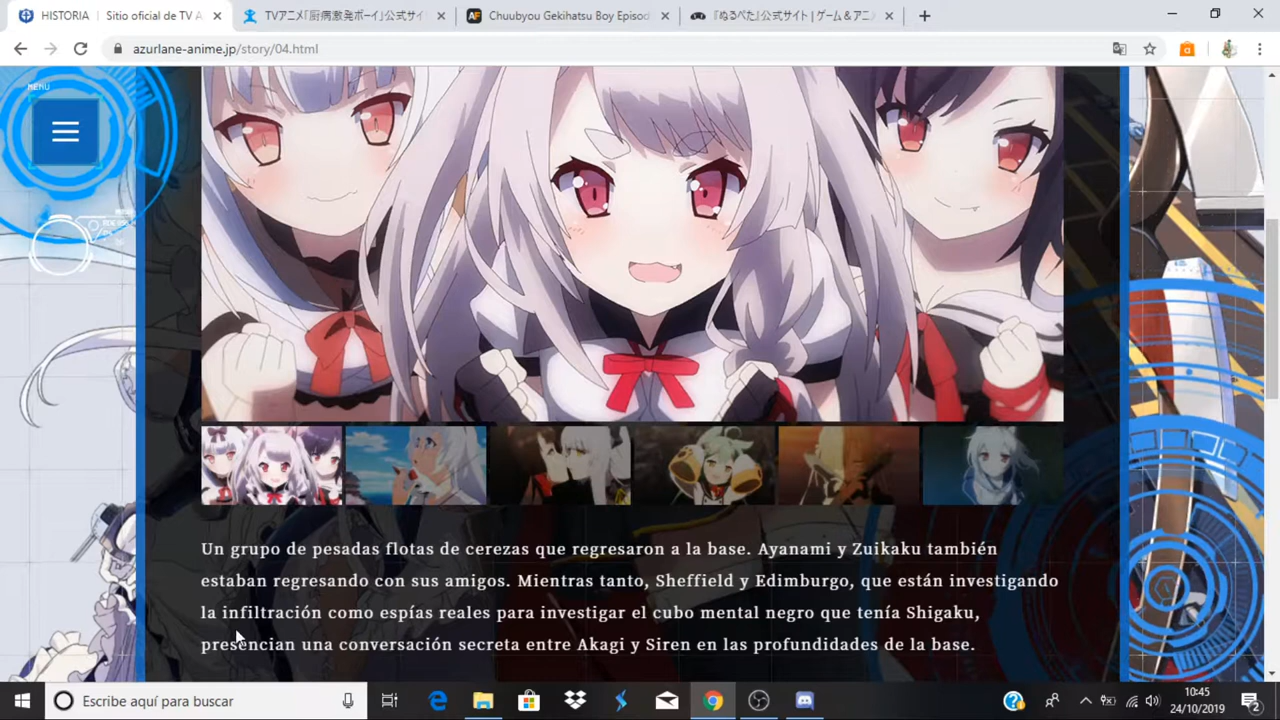 HISTORIA | Sitio oficial de TV A
TVアニメ「厨病激発ボーイ」公式サイ
Chuubyou Gekihatsu Boy Episod
『ぬるぺた』公式サイト | ゲーム&アニ
azurlane-anime.jp/story/04.html
MENU
Un grupo de pesadas flotas de cerezas que regresaron a la base. Ayanami y Zuikaku también
estaban regresando con sus amigos. Mientras tanto, Sheffield y Edimburgo, que están investigando
la infiltración como espías reales para investigar el cubo mental negro que tenía Shigaku,
presencian una conversación secreta entre Akagi y Siren en las profundidades de la base.
Escribe aquí para buscar
10:45
24/10/2019